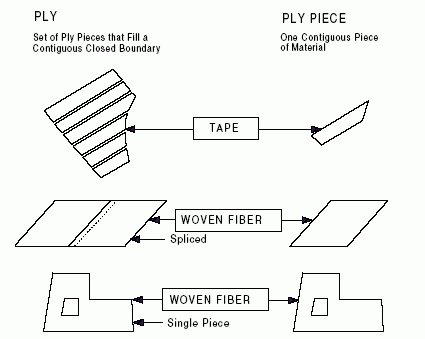 PLY
Set of Ply Pieces that Fill a
Contiguous Closed Boundary
PLY PIECE
One Contiguous Piece
of Material
TAPE
WOVEN FIBER
Spliced
WOVEN FIBER
Single Piece